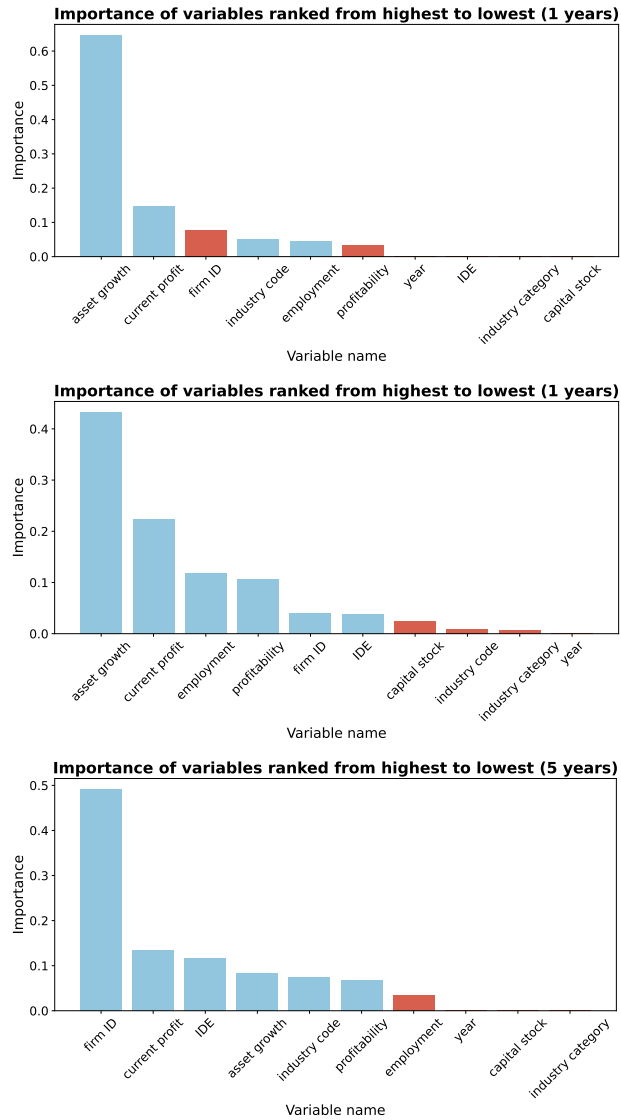 Importance of variables ranked from highest to lowest (1 years)
0.6
0.5
0.4
0.3
0.2
0.1
0.0
Importance
asset growth
current profit
firm ID
industry code
employment
profitability
year
IDE
industry category
capital stock
Variable name
Importance of variables ranked from highest to lowest (1 years)
0.4
0.3
0.2
0.1
0.0
Importance
asset growth
current profit
employment
profitability
firm ID
IDE
capital stock
industry code
industry category
year
Variable name
Importance of variables ranked from highest to lowest (5 years)
0.5
0.4
0.3
0.2
0.1
0.0
Importance
firm ID
current profit
IDE
asset growth
industry code
profitability
employment
year
capital stock
industry category
Variable name